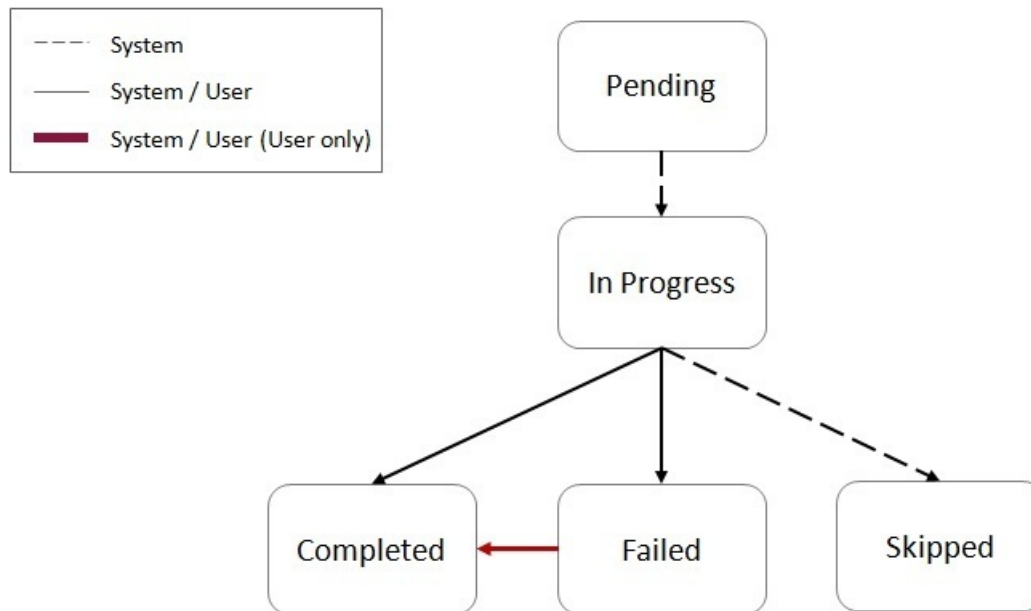 System
System / User
System / User (User only)
Pending
In Progress
Completed
Failed
Skipped